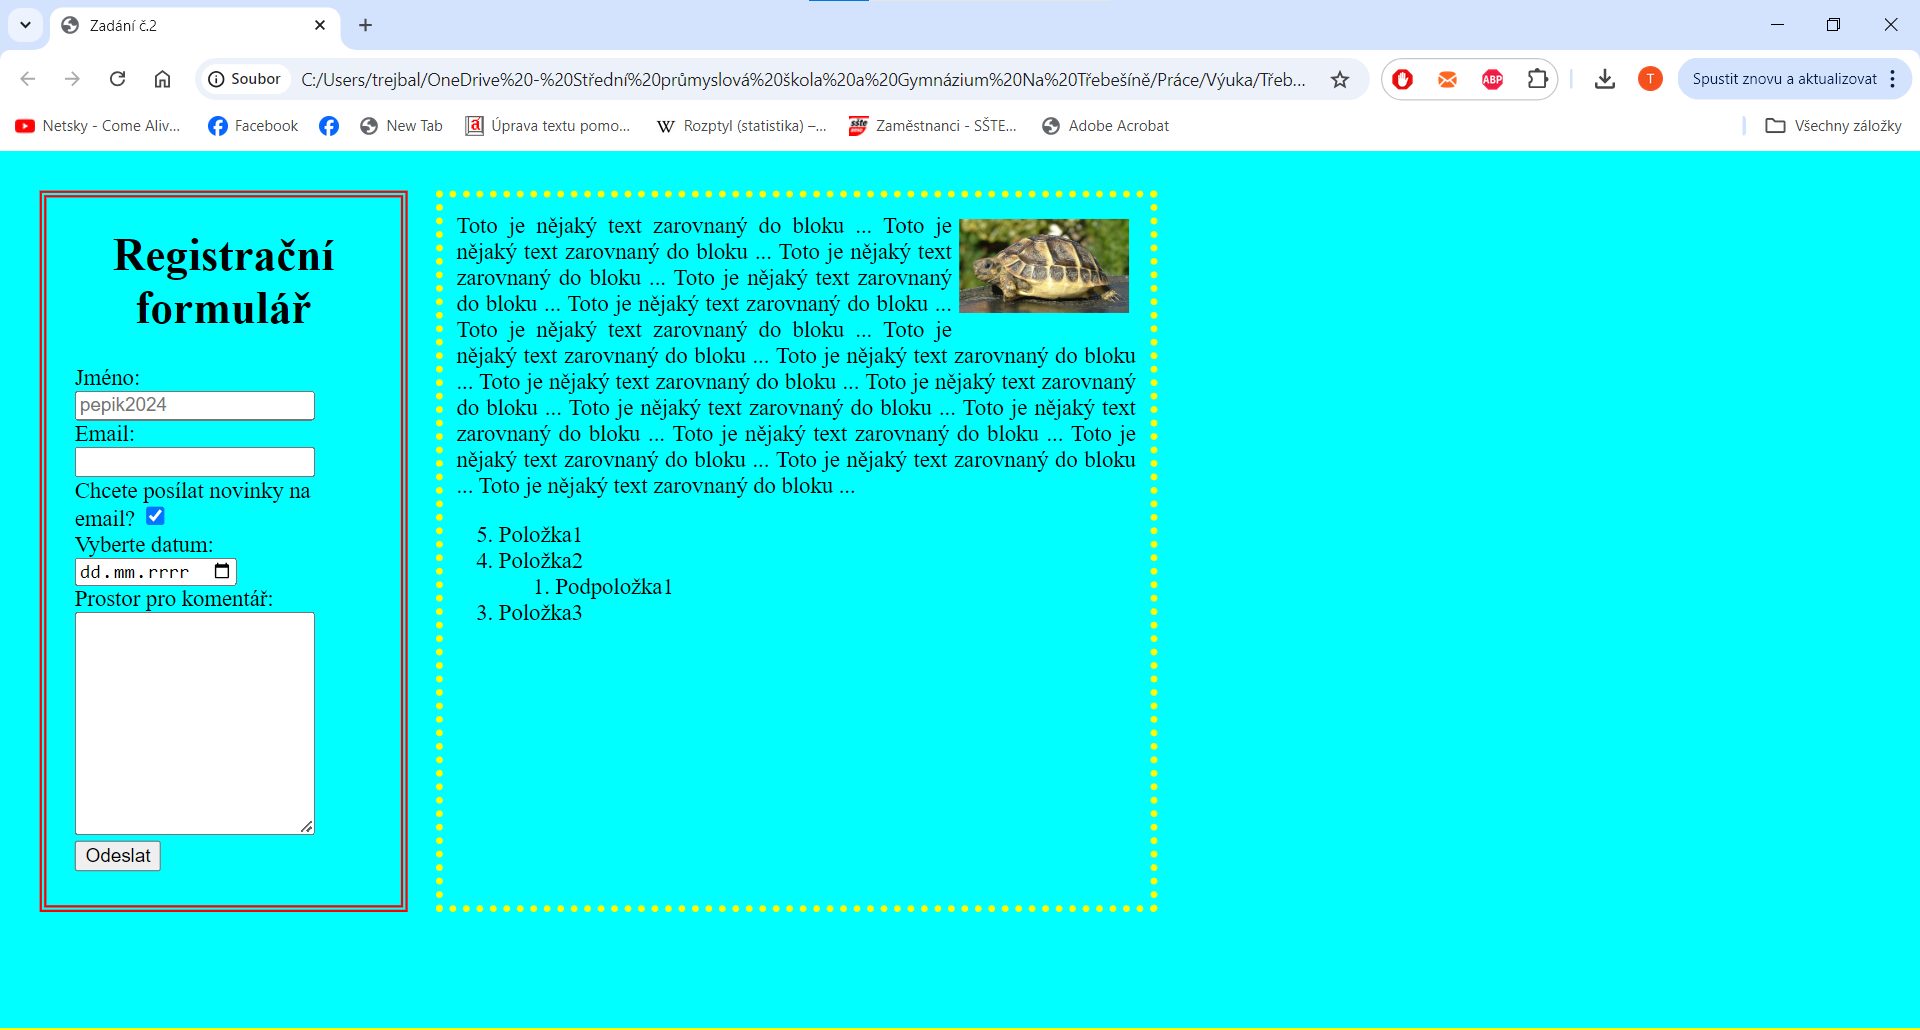 Zadání č.2
Soubor
C:/Users/trejbal/OneDrive%20-%20Střední%20průmyslová%20škola%20a%20Gymnázium%20Na%20Třebešíně/Práce/Výuka/Třeb...
ABP
T
Spustit znovu a aktualizovat
Netsky - Come Aliv...
Facebook
New Tab
Úprava textu pomo...
W Rozptyl (statistika) –...
Zaměstnanci - SŠTE...
Adobe Acrobat
Všechny záložky
Registrační
formulář
Jméno:
pepik2024
Email:
Chcete posílat novinky na
email?
Vyberte datum:
dd.mm.rrrr
Prostor pro komentář:
Odeslat
Toto je nějaký text zarovnaný do bloku ... Toto je
nějaký text zarovnaný do bloku ... Toto je nějaký text
zarovnaný do bloku ... Toto je nějaký text zarovnaný
do bloku ... Toto je nějaký text zarovnaný do bloku ...
Toto je nějaký text zarovnaný do bloku ... Toto je
nějaký text zarovnaný do bloku ... Toto je nějaký text zarovnaný do bloku
... Toto je nějaký text zarovnaný do bloku ... Toto je nějaký text zarovnaný
do bloku ... Toto je nějaký text zarovnaný do bloku ... Toto je nějaký text
zarovnaný do bloku ... Toto je nějaký text zarovnaný do bloku ... Toto je
nějaký text zarovnaný do bloku ... Toto je nějaký text zarovnaný do bloku
... Toto je nějaký text zarovnaný do bloku ...
5. Položka1
4. Položka2
1. Podpoložka1
3. Položka3